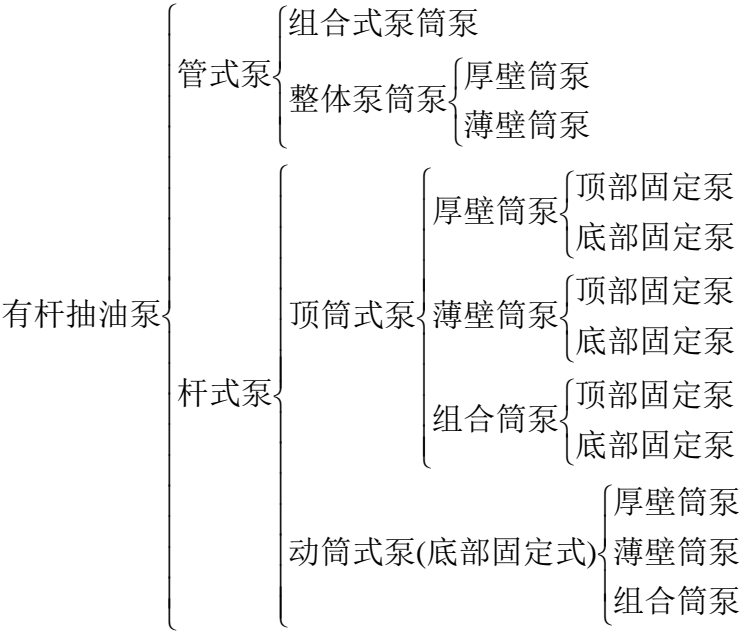 有杆抽油泵
管式泵
组合式泵筒泵
整体泵筒泵
厚壁筒泵
薄壁筒泵
杆式泵
顶筒式泵
厚壁筒泵
顶部固定泵
底部固定泵
薄壁筒泵
顶部固定泵
底部固定泵
组合筒泵
顶部固定泵
底部固定泵
动筒式泵(底部固定式)
厚壁筒泵
薄壁筒泵
组合筒泵